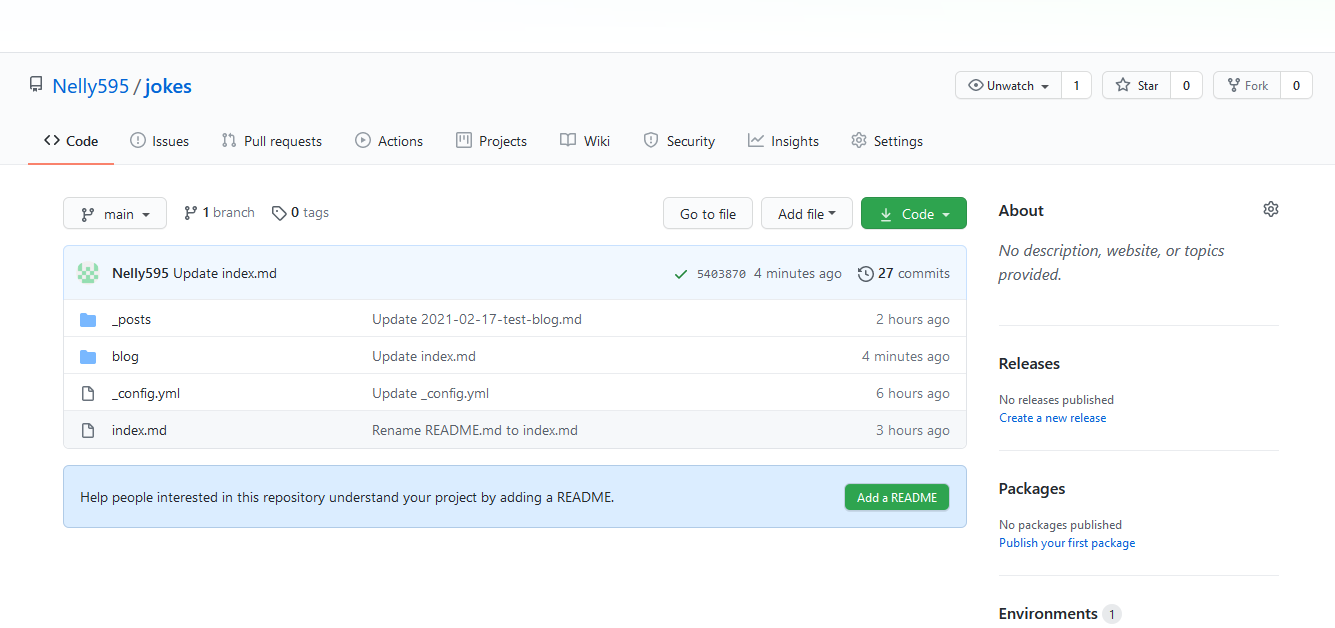 Nelly595 / jokes
Unwatch 1 Star 0 Fork 0
Code Issues Pull requests Actions Projects Wiki Security Insights Settings
main 1 branch 0 tags Go to file Add file Code
Nelly595 Update index.md 5403870 4 minutes ago 27 commits
_posts Update 2021-02-17-test-blog.md 2 hours ago
blog Update index.md 4 minutes ago
_config.yml Update _config.yml 6 hours ago
index.md Rename README.md to index.md 3 hours ago
Help people interested in this repository understand your project by adding a README. Add a README
About
No description, website, or topics
provided.
Releases
No releases published
Create a new release
Packages
No packages published
Publish your first package
Environments 1